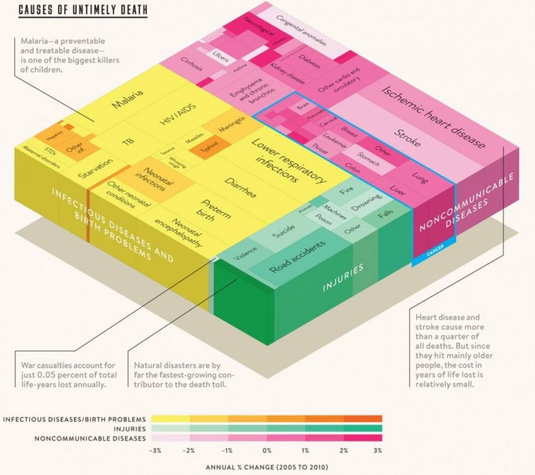 CAUSES OF UNTIMELY DEATH
Malaria—a preventable
and treatable disease—
is one of the biggest killers
of children.
Congenital anomalies
Neurological
Diabetes
Ulcers
Asthma
Kidney disease
Cirrhosis
Other cardio and
circulatory
Emphysema
and chronic
bronchitis
Ischemic heart disease
Stroke
Brain
Pancreas
Cervical
Breast
Other
Leukemia
Stomach
Throat
Colon
Lung
Liver
Malaria
HIV/AIDS
Meningitis
Measles
Typhoid
Hepatitis
Other
STDs
Maternal disorders
TB
Starvation
Lower respiratory
infections
Diarrhea
Other neonatal
conditions
Neonatal
infections
Preterm
birth
Neonatal
encephalopathy
Fire
Drowning
Machines
Poison
Falls
Other
Suicide
Violence
Road accidents
INFECTIOUS DISEASES AND
BIRTH PROBLEMS
INJURIES
NONCOMMUNICABLE
DISEASES
CANCER
War casualties account for
just 0.05 percent of total
life-years lost annually.
Natural disasters are by
far the fastest-growing con-
tributor to the death toll.
Heart disease and
stroke cause more
than a quarter of
all deaths. But since
they hit mainly older
people, the cost in
years of life lost is
relatively small.
INFECTIOUS DISEASES/BIRTH PROBLEMS
INJURIES
NONCOMMUNICABLE DISEASES
–3% –2% –1% 0% 1% 2% 3%
ANNUAL % CHANGE (2005 TO 2010)